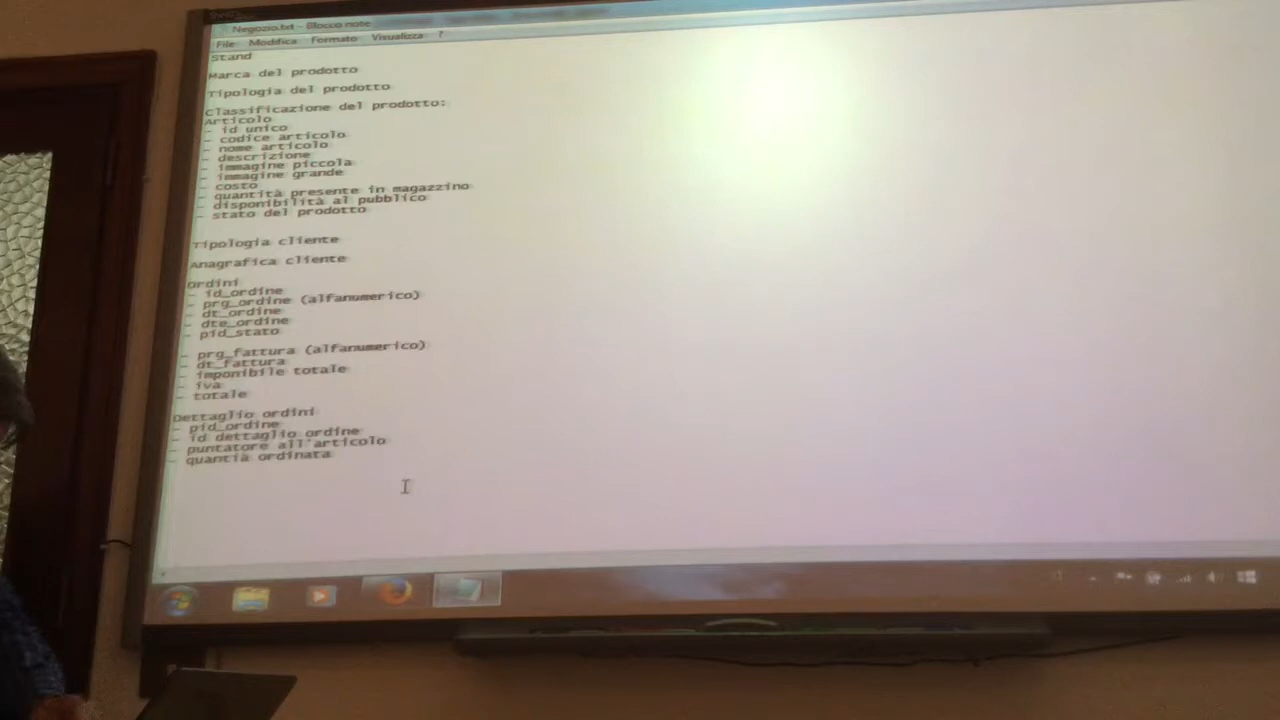 Negozio.txt - Blocco note
File Modifica Formato Visualizza ?
Stand
Marca del prodotto
Tipologia del prodotto
Classificazione del prodotto:
Articolo
- id unico
- codice articolo
- nome articolo
- descrizione
- immagine piccola
- immagine grande
- costo
- quantità presente in magazzino
- disponibilità al pubblico
- stato del prodotto
Tipologia cliente
Anagrafica cliente
Ordini
- id_ordine
- prg_ordine (alfanumerico)
- dt_ordine
- dte_ordine
- pid_stato
- prg_fattura (alfanumerico)
- dt_fattura
- imponibile totale
- iva
- totale
Dettaglio ordini
- pid_ordine
- id dettaglio ordine
- puntatore all'articolo
- quantià ordinata